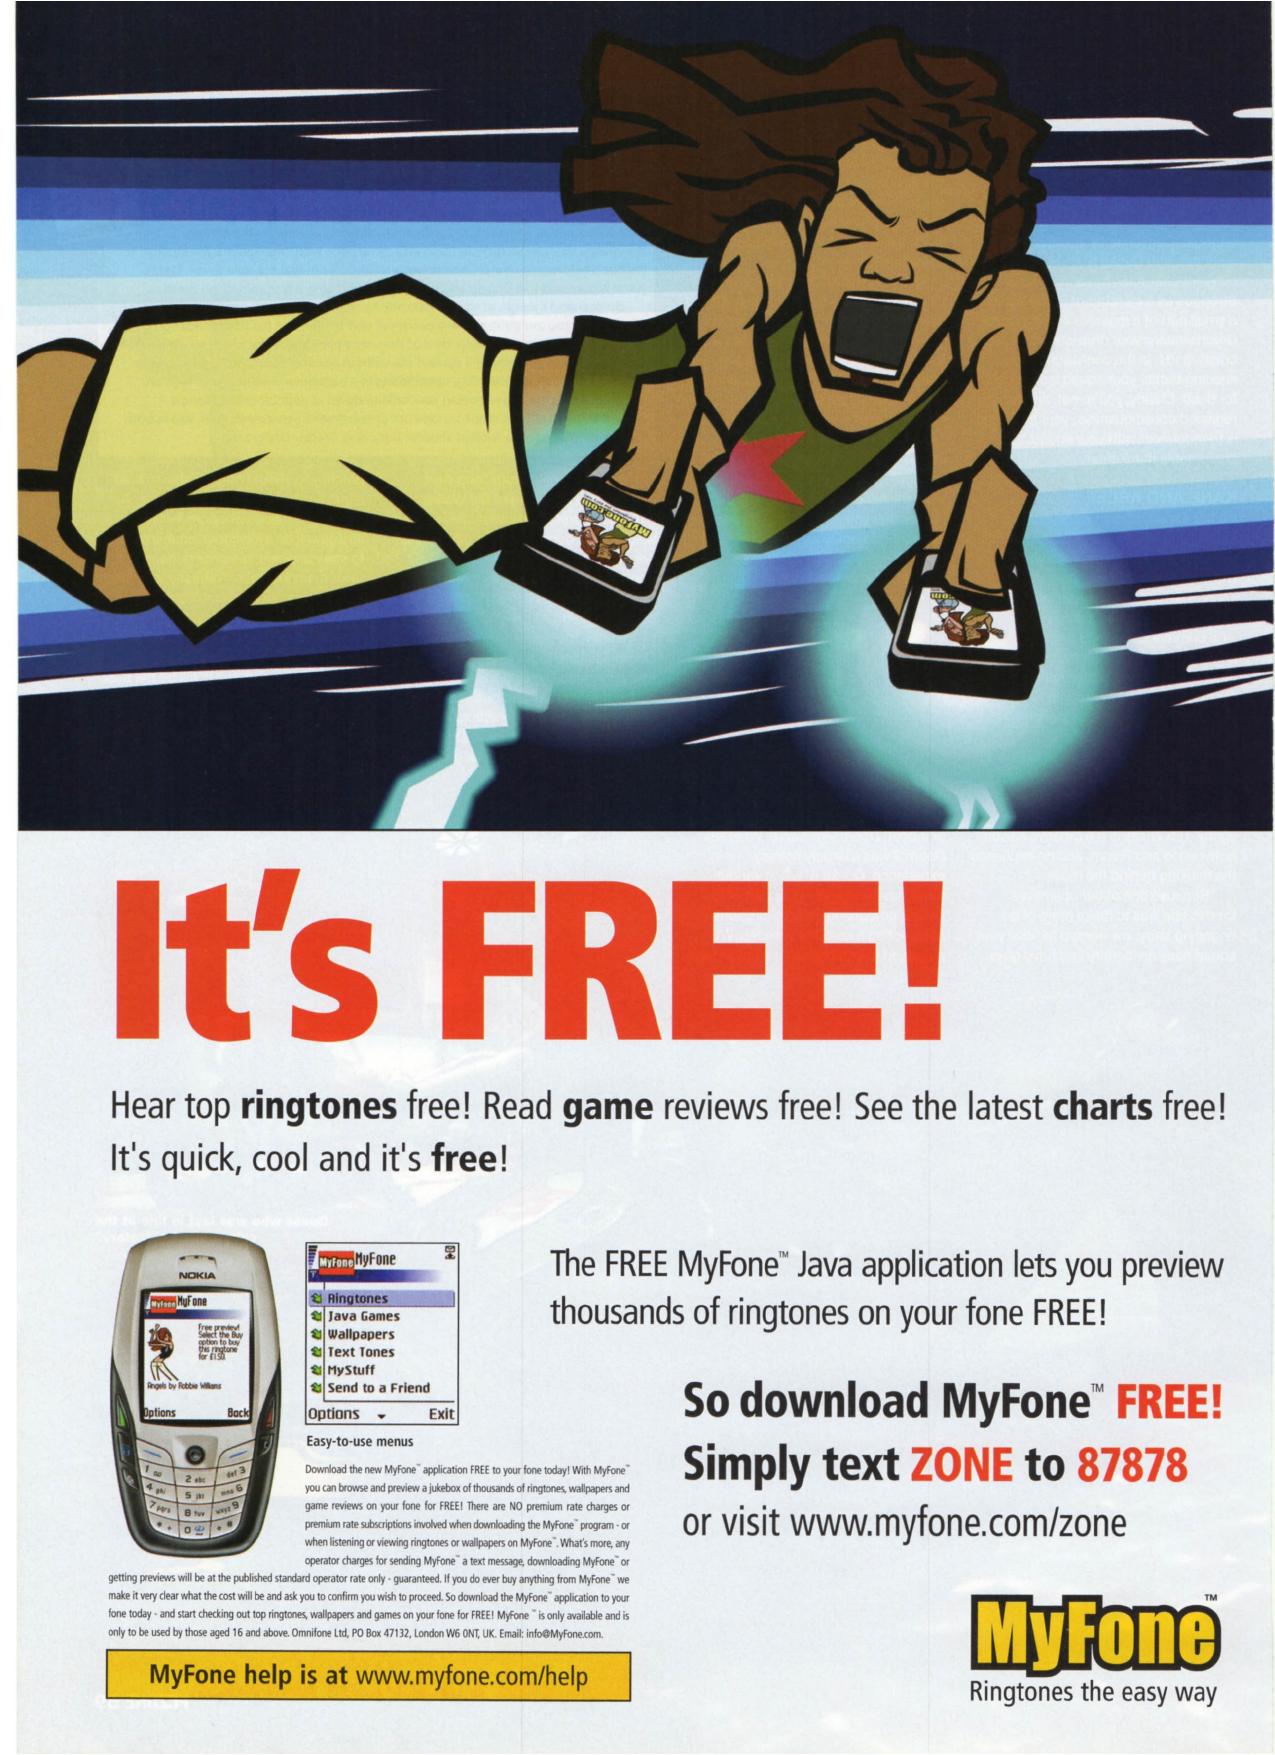 MyFone.com
It's FREE!
Hear top ringtones free! Read game reviews free! See the latest charts free!
It's quick, cool and it's free!
NOKIA
MyFone MyFone
Free preview!
Select the Buy
option to buy
this ringtone
for £1.50.
Angels by Robbie Williams
Options Back
MyFone MyFone
Ringtones
Java Games
Wallpapers
Text Tones
MyStuff
Send to a Friend
Options Exit
Easy-to-use menus
The FREE MyFone™ Java application lets you preview
thousands of ringtones on your fone FREE!
So download MyFone™ FREE!
Simply text ZONE to 87878
or visit www.myfone.com/zone
Download the new MyFone™ application FREE to your fone today! With MyFone™
you can browse and preview a jukebox of thousands of ringtones, wallpapers and
game reviews on your fone for FREE! There are NO premium rate charges or
premium rate subscriptions involved when downloading the MyFone™ program - or
when listening or viewing ringtones or wallpapers on MyFone™. What's more, any
operator charges for sending MyFone™ a text message, downloading MyFone™ or
getting previews will be at the published standard operator rate only - guaranteed. If you do ever buy anything from MyFone™ we
make it very clear what the cost will be and ask you to confirm you wish to proceed. So download the MyFone™ application to your
fone today - and start checking out top ringtones, wallpapers and games on your fone for FREE! MyFone™ is only available and is
only to be used by those aged 16 and above. Omnifone Ltd, PO Box 47132, London W6 0NT, UK. Email: info@MyFone.com.
MyFone help is at www.myfone.com/help
MyFone™
Ringtones the easy way